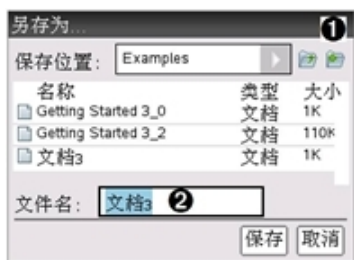 另存为... ❶
保存位置: Examples
名称 类型 大小
Getting Started 3_0 文档 1K
Getting Started 3_2 文档 110K
文档3 文档 1K
文件名: 文档3 ❷
保存 取消